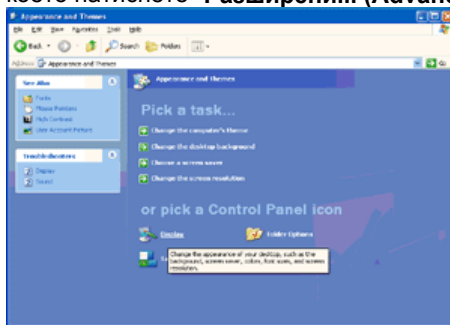 което натиснете "Разширени... (Advan
Appearance and Themes
File Edit View Favorites Tools Help
Back Search Folders
Address Appearance and Themes
See Also
Fonts
Mouse Pointers
High Contrast
User Account Picture
Troubleshooters
Display
Sound
Appearance and Themes
Pick a task...
Change the computer's theme
Change the desktop background
Choose a screen saver
Change the screen resolution
or pick a Control Panel icon
Display
Folder Options
Change the appearance of your desktop, such as the
background, screen saver, colors, font sizes, and screen
resolution.